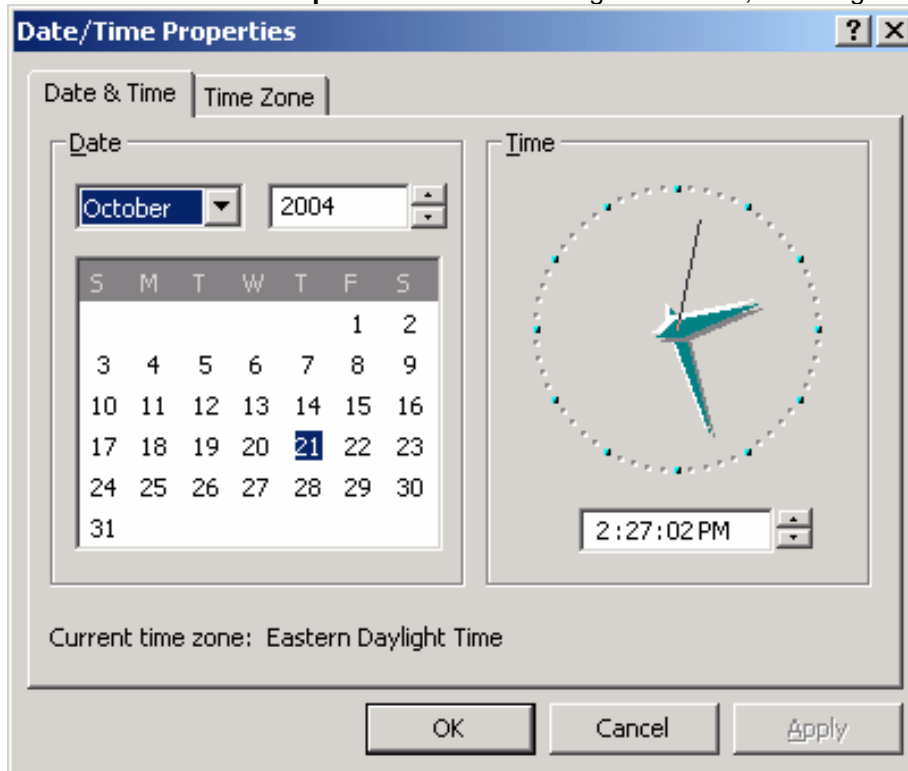 Date/Time Properties
Date & Time Time Zone
Date
October 2004
S M T W T F S
1 2
3 4 5 6 7 8 9
10 11 12 13 14 15 16
17 18 19 20 21 22 23
24 25 26 27 28 29 30
31
Time
2:27:02 PM
Current time zone: Eastern Daylight Time
OK Cancel Apply